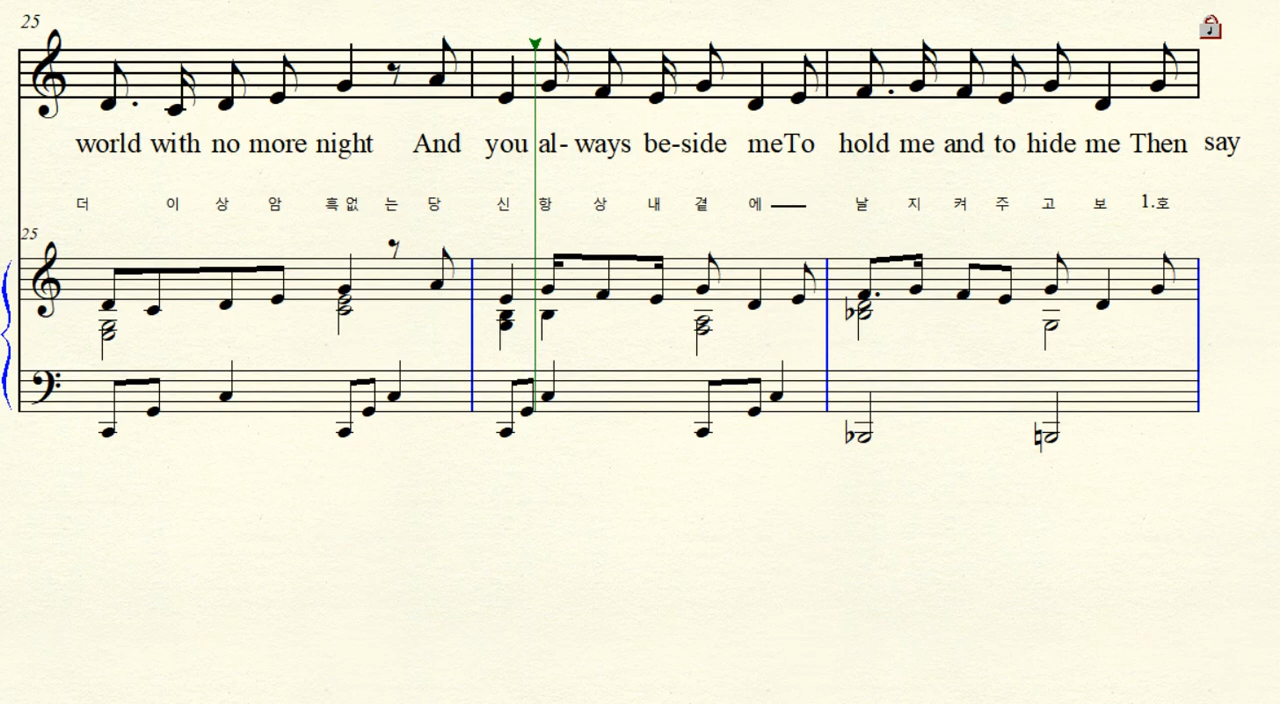 25
world with no more night And you al- ways be-side meTo hold me and to hide me Then say
더 이 상 암 흑 없 는 당 신 항 상 내 곁 에 날 지 켜 주 고 보 1.호
25